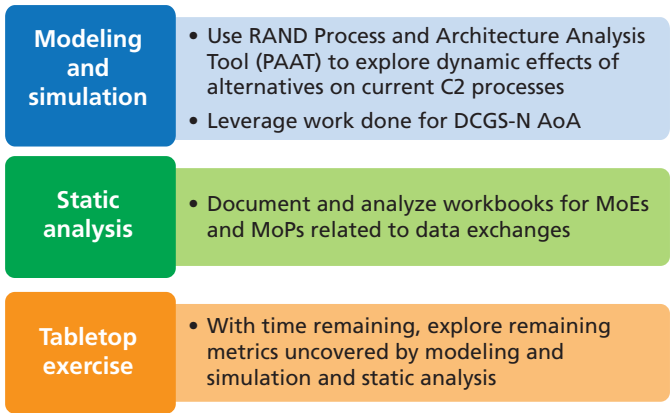 Modeling
and
simulation
• Use RAND Process and Architecture Analysis
Tool (PAAT) to explore dynamic effects of
alternatives on current C2 processes
• Leverage work done for DCGS-N AoA
Static
analysis
• Document and analyze workbooks for MoEs
and MoPs related to data exchanges
Tabletop
exercise
• With time remaining, explore remaining
metrics uncovered by modeling and
simulation and static analysis